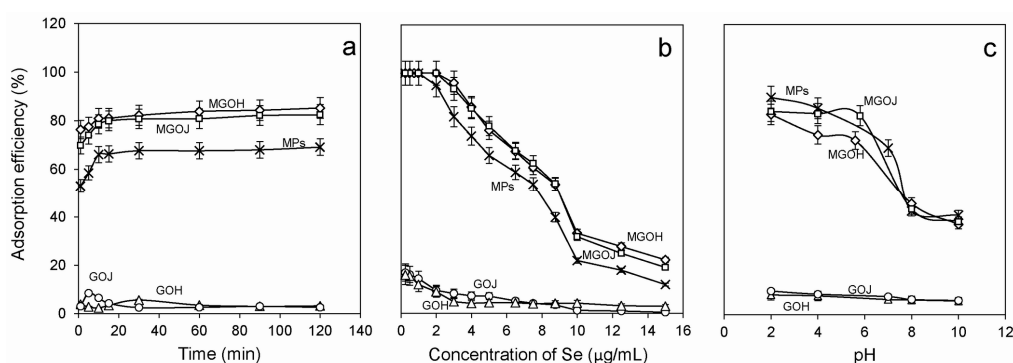 a
b
c
Adsorption efficiency (%)
120
100
80
60
40
20
0
MGOH
MGOJ
MPs
GOJ
GOH
0 20 40 60 80 100 120 140
Time (min)
MPs
MGOH
MGOJ
GOJ
GOH
0 2 4 6 8 10 12 14 16
Concentration of Se (µg/mL)
MPs
MGOJ
MGOH
GOJ
GOH
0 2 4 6 8 10
pH